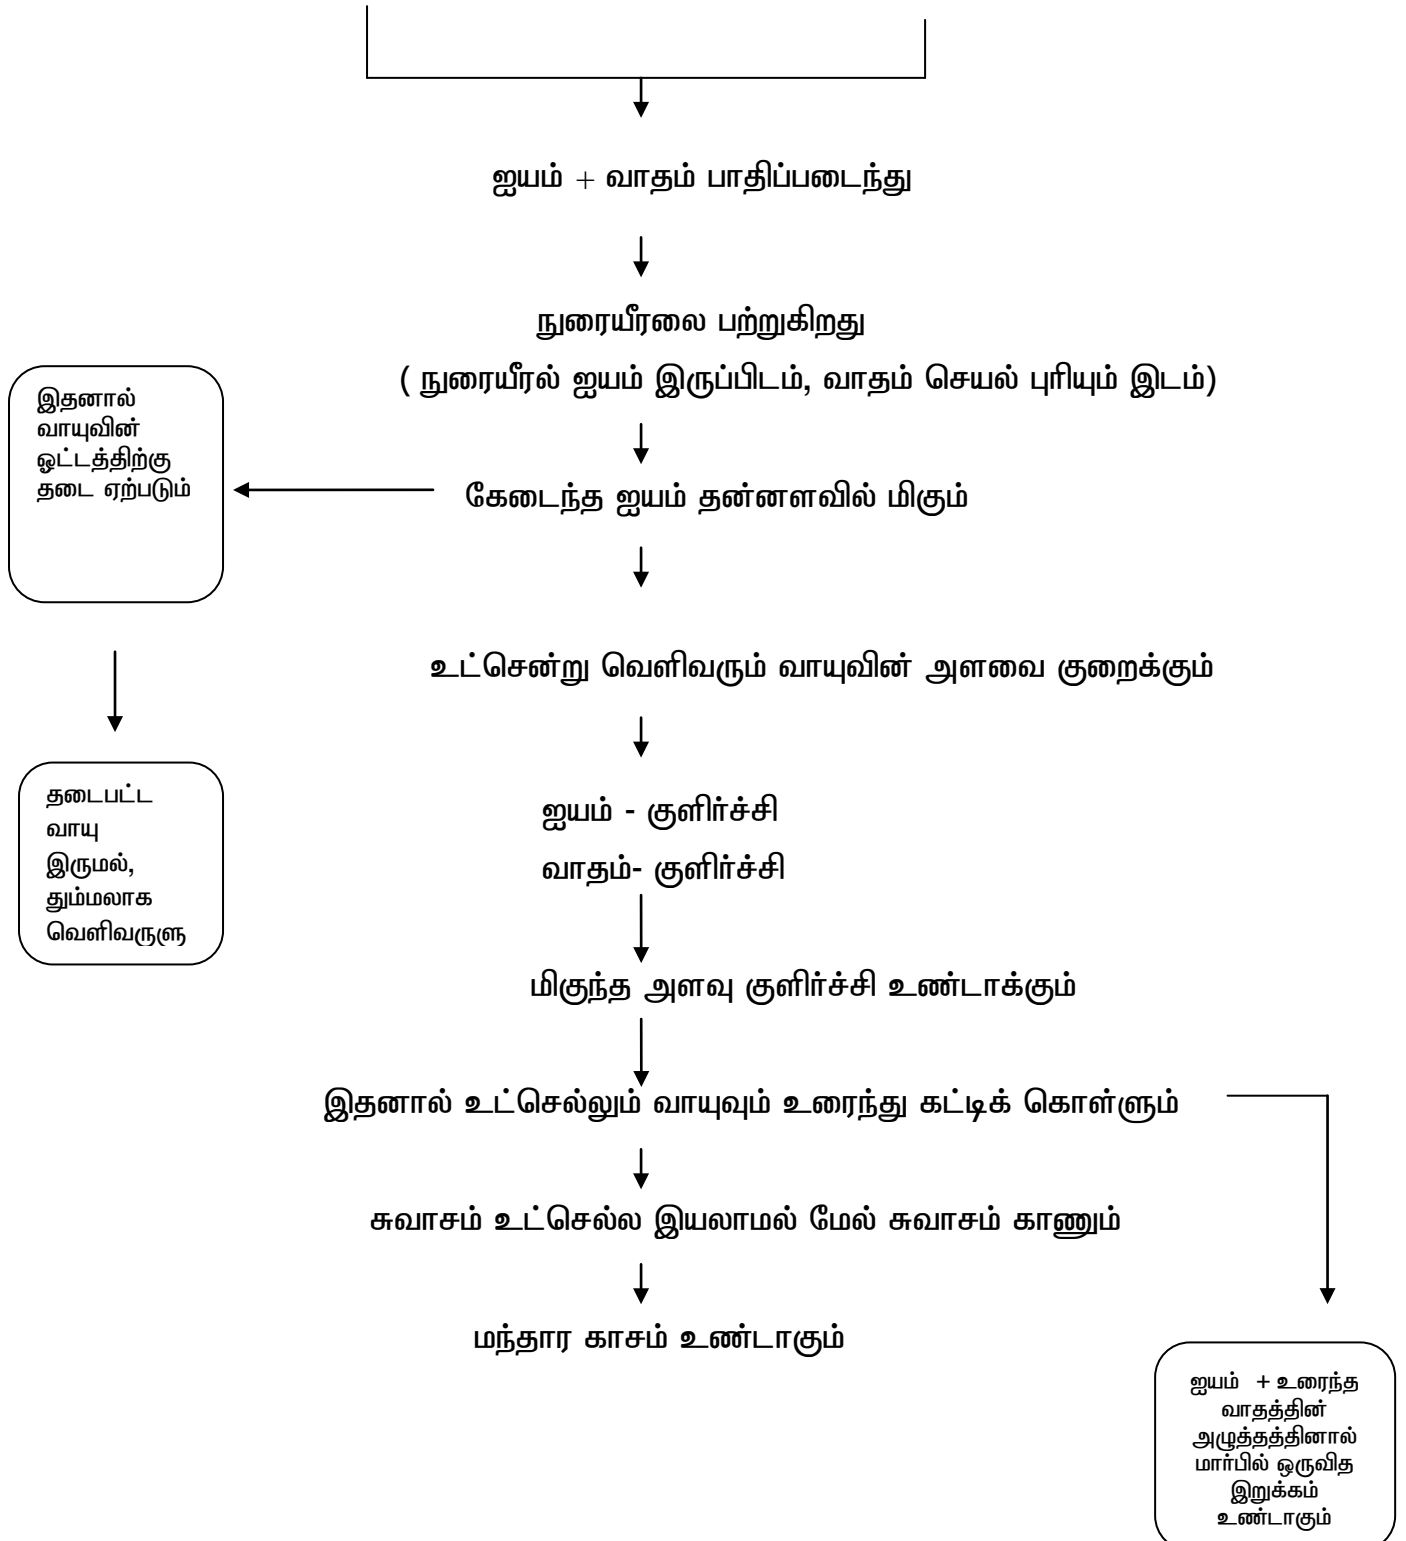 ஐயம் + வாதம் பாதிப்படைந்து
நுரையீரலை பற்றுகிறது
( நுரையீரல் ஐயம் இருப்பிடம், வாதம் செயல் புரியும் இடம்)
இதனால்
வாயுவின்
ஓட்டத்திற்கு
தடை ஏற்படும்
கேடைந்த ஐயம் தன்னளவில் மிகும்
உட்சென்று வெளிவரும் வாயுவின் அளவை குறைக்கும்
தடைபட்ட
வாயு
இருமல்,
தும்மலாக
வெளிவருளு
ஐயம் - குளிர்ச்சி
வாதம்- குளிர்ச்சி
மிகுந்த அளவு குளிர்ச்சி உண்டாக்கும்
இதனால் உட்செல்லும் வாயுவும் உரைந்து கட்டிக் கொள்ளும்
சுவாசம் உட்செல்ல இயலாமல் மேல் சுவாசம் காணும்
மந்தார காசம் உண்டாகும்
ஐயம் + உரைந்த
வாதத்தின்
அழுத்தத்தினால்
மார்பில் ஒருவித
இறுக்கம்
உண்டாகும்